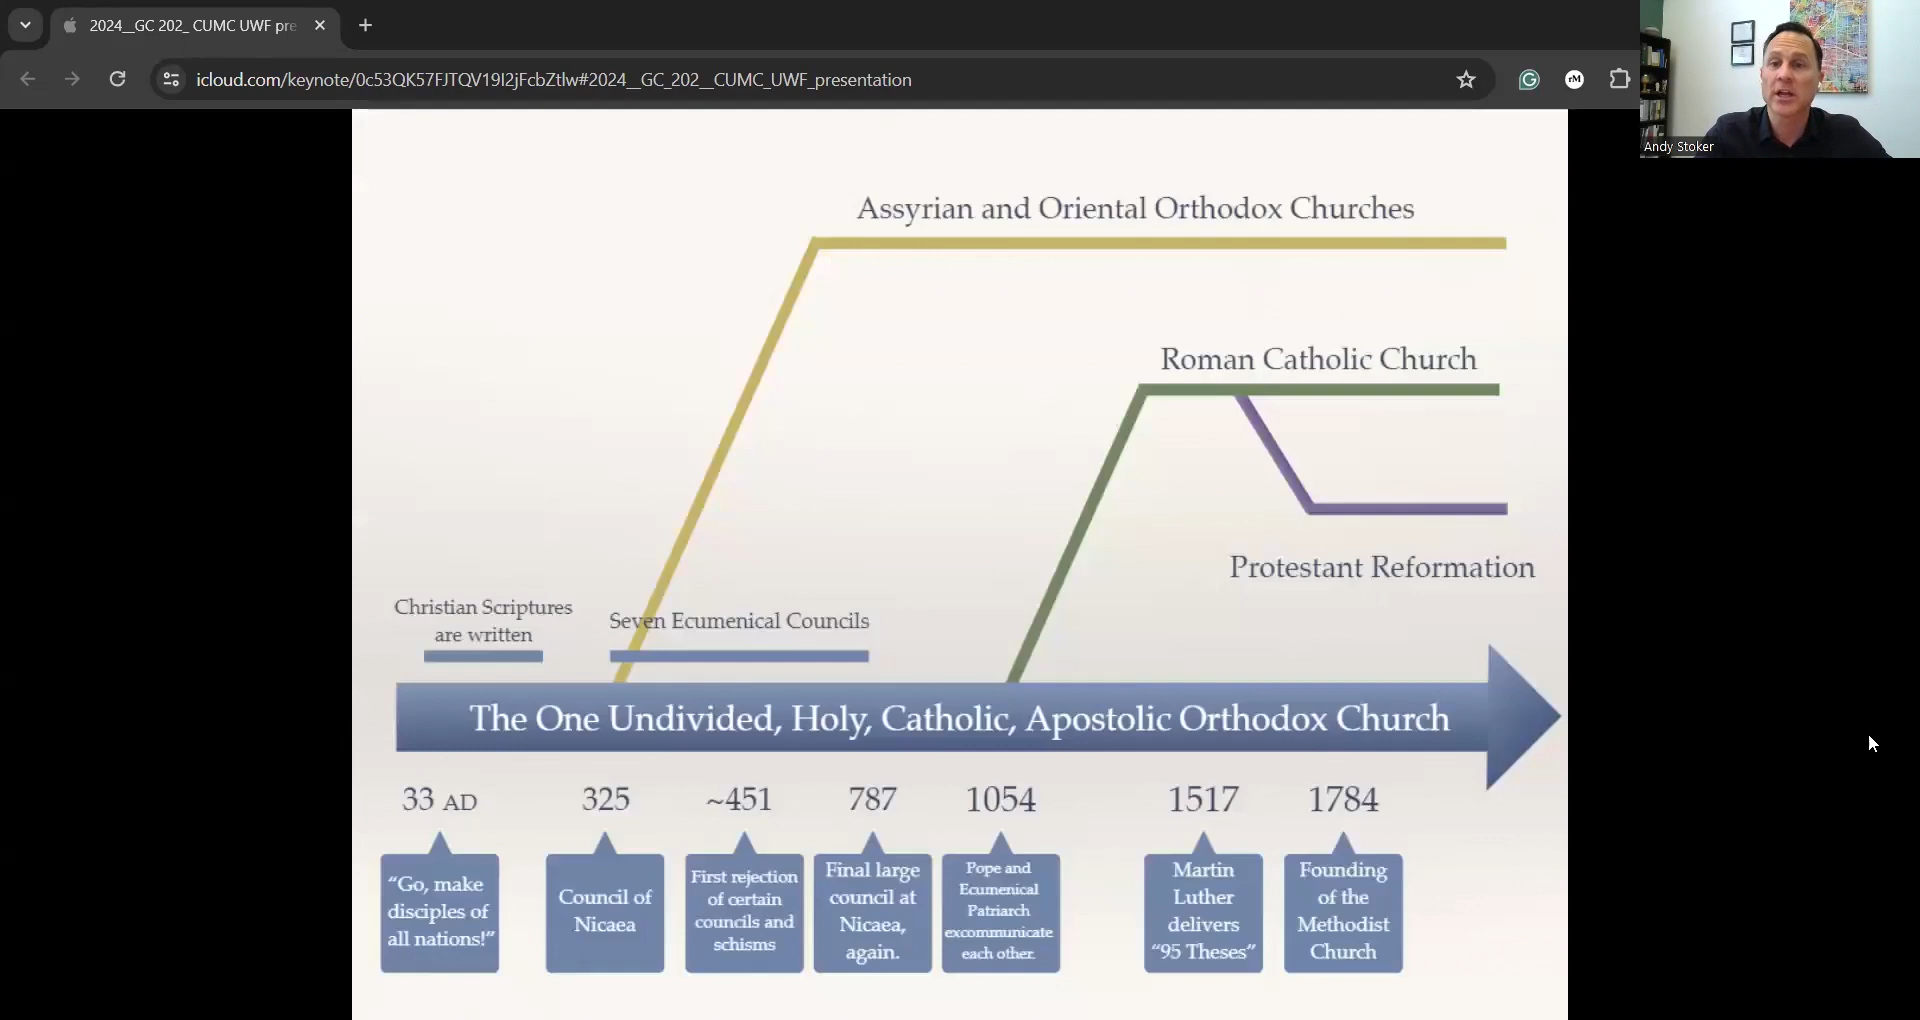 2024__GC 202_ CUMC UWF pre
icloud.com/keynote/0c53QK57FJTQV19I2jFcbZtlw#2024__GC_202__CUMC_UWF_presentation
rM
Andy Stoker
Assyrian and Oriental Orthodox Churches
Roman Catholic Church
Protestant Reformation
Christian Scriptures
are written
Seven Ecumenical Councils
The One Undivided, Holy, Catholic, Apostolic Orthodox Church
33 AD
325
~451
787
1054
1517
1784
“Go, make
disciples of
all nations!”
Council of
Nicaea
First rejection
of certain
councils and
schisms
Final large
council at
Nicaea,
again.
Pope and
Ecumenical
Patriarch
excommunicate
each other.
Martin
Luther
delivers
“95 Theses”
Founding
of the
Methodist
Church